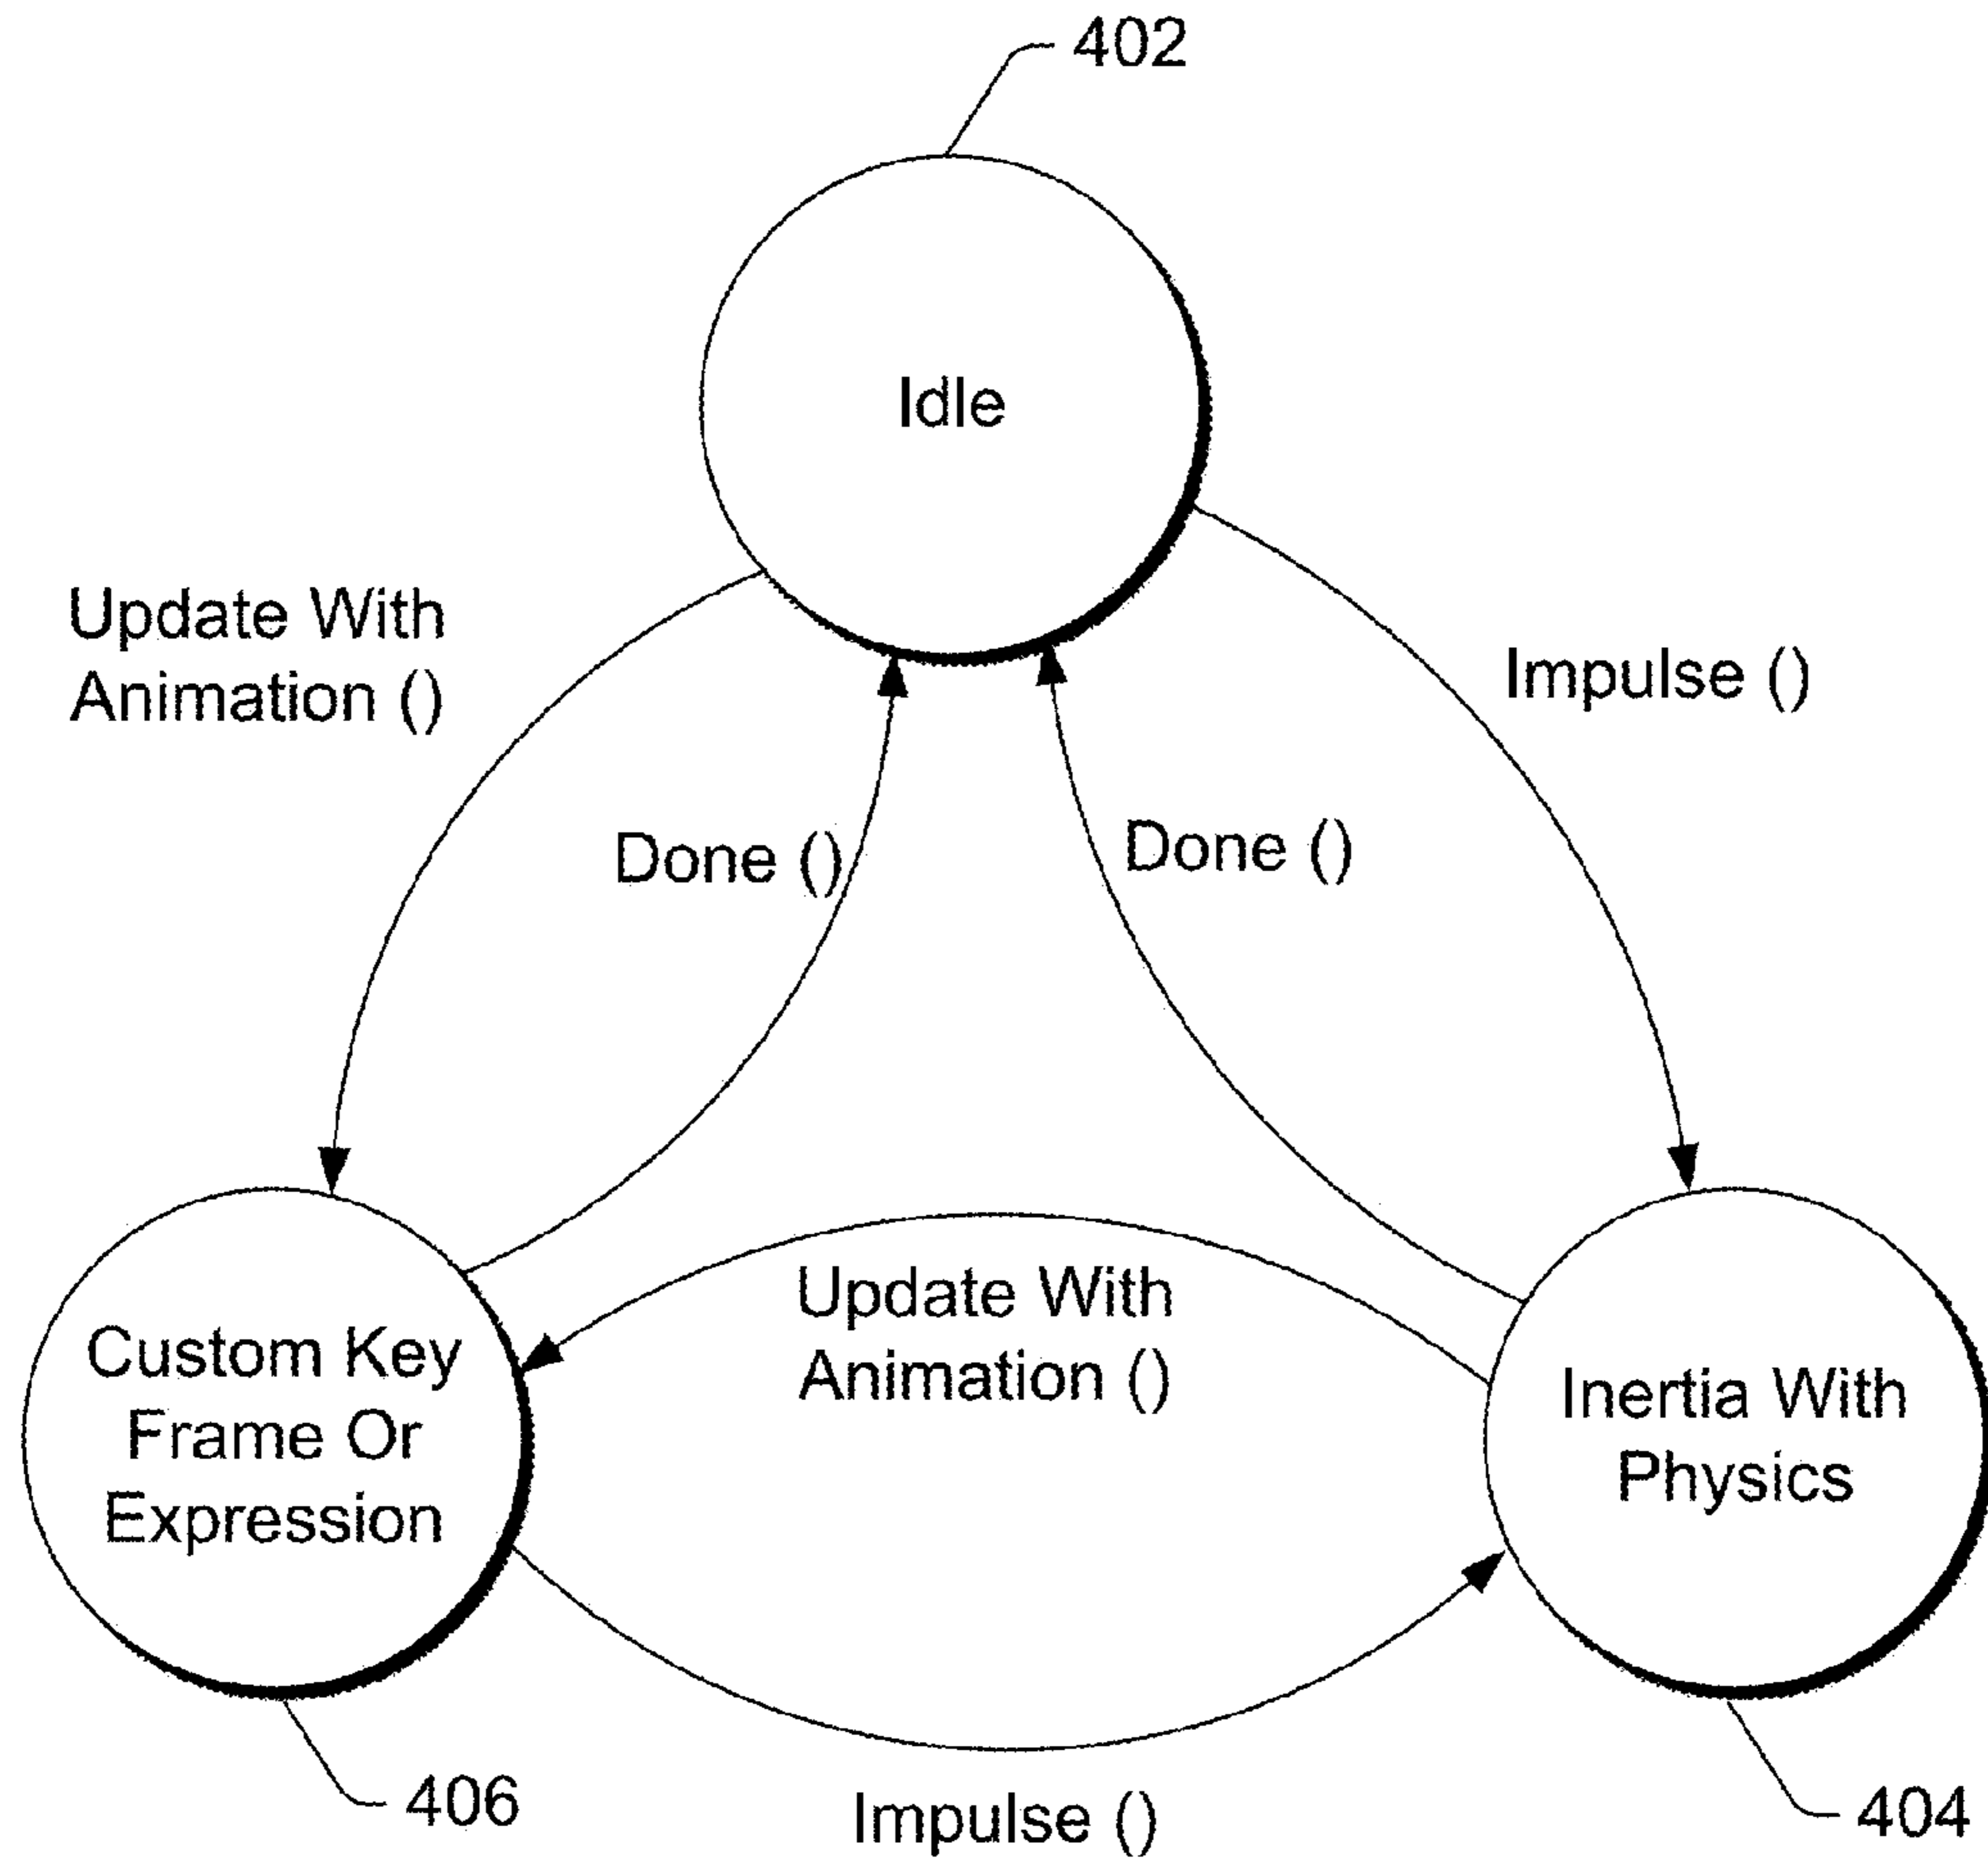 402
Idle
Update With
Animation ()
Impulse ()
Done ()
Done ()
Update With
Animation ()
Custom Key
Frame Or
Expression
Inertia With
Physics
406
Impulse ()
404